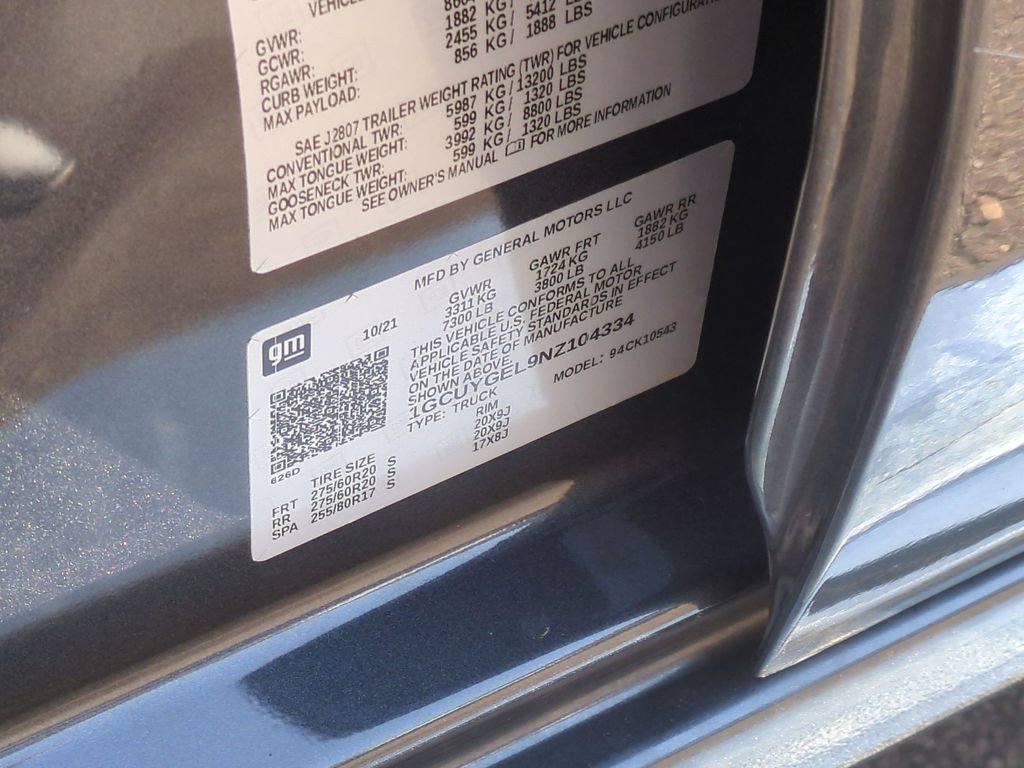 VEHICLE
1882 KG/ 5412 LBS
GVWR: 2455 KG/ LBS
GCWR: 856 KG/ 1888 LBS
RGAWR:
CURB WEIGHT:
MAX PAYLOAD:
SAE J2807 TRAILER WEIGHT RATING (TWR) FOR VEHICLE CONFIGURATION
CONVENTIONAL TWR: 5987 KG/ 13200 LBS
MAX TONGUE WEIGHT: 599 KG/ 1320 LBS
GOOSENECK TWR: 3992 KG/ 8800 LBS
MAX TONGUE WEIGHT: 599 KG/ 1320 LBS
SEE OWNER'S MANUAL FOR MORE INFORMATION
gm
10/21
MFD BY GENERAL MOTORS LLC
GVWR GAWR FRT GAWR RR
3311 KG 1724 KG 1882 KG
7300 LB 3800 LB 4150 LB
THIS VEHICLE CONFORMS TO ALL
APPLICABLE U.S. FEDERAL MOTOR
VEHICLE SAFETY STANDARDS IN EFFECT
ON THE DATE OF MANUFACTURE
SHOWN ABOVE
1GCUYGEL9NZ104334
TYPE: TRUCK MODEL: 94CK10543
626D
TIRE SIZE RIM
FRT 275/60R20 S 20X9J
RR 275/60R20 S 20X9J
SPA 255/80R17 S 17X8J